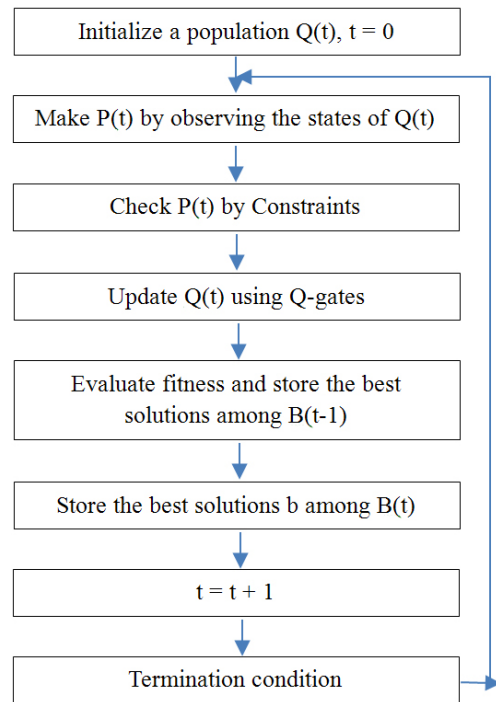 Initialize a population Q(t), t = 0
Make P(t) by observing the states of Q(t)
Check P(t) by Constraints
Update Q(t) using Q-gates
Evaluate fitness and store the best
solutions among B(t-1)
Store the best solutions b among B(t)
t = t + 1
Termination condition